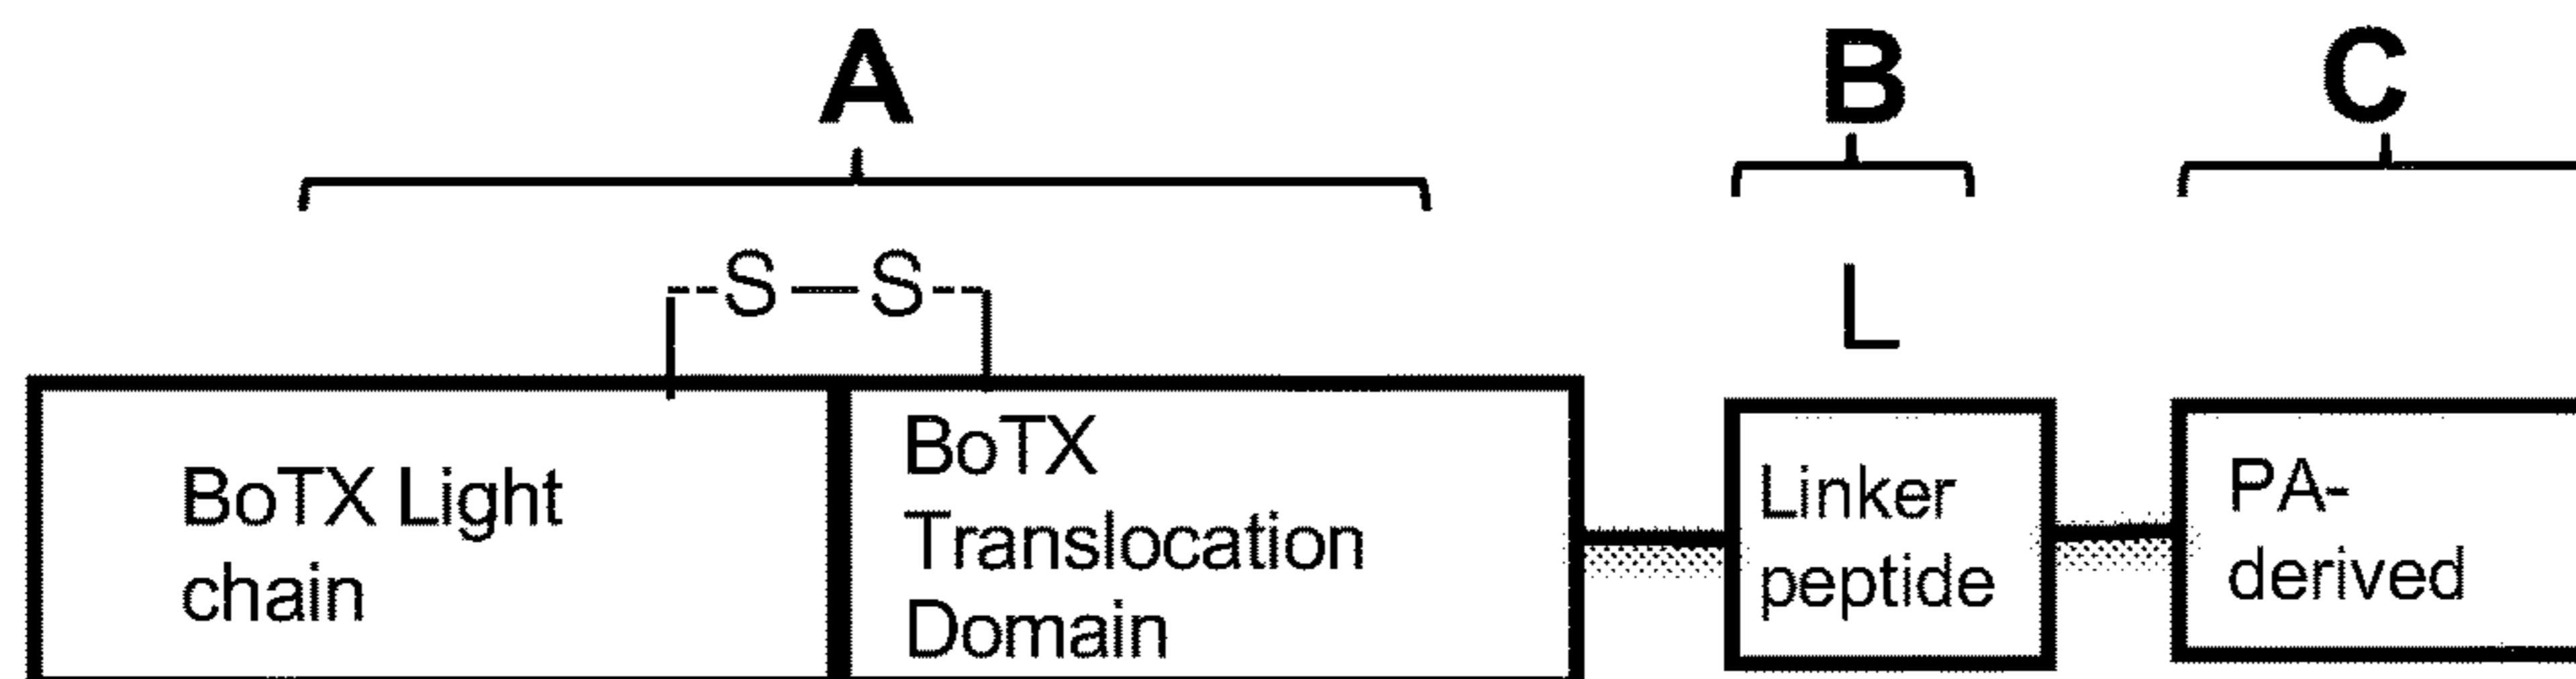 A B C
S—S L
BoTX Light
chain
BoTX
Translocation
Domain
Linker
peptide
PA-
derived